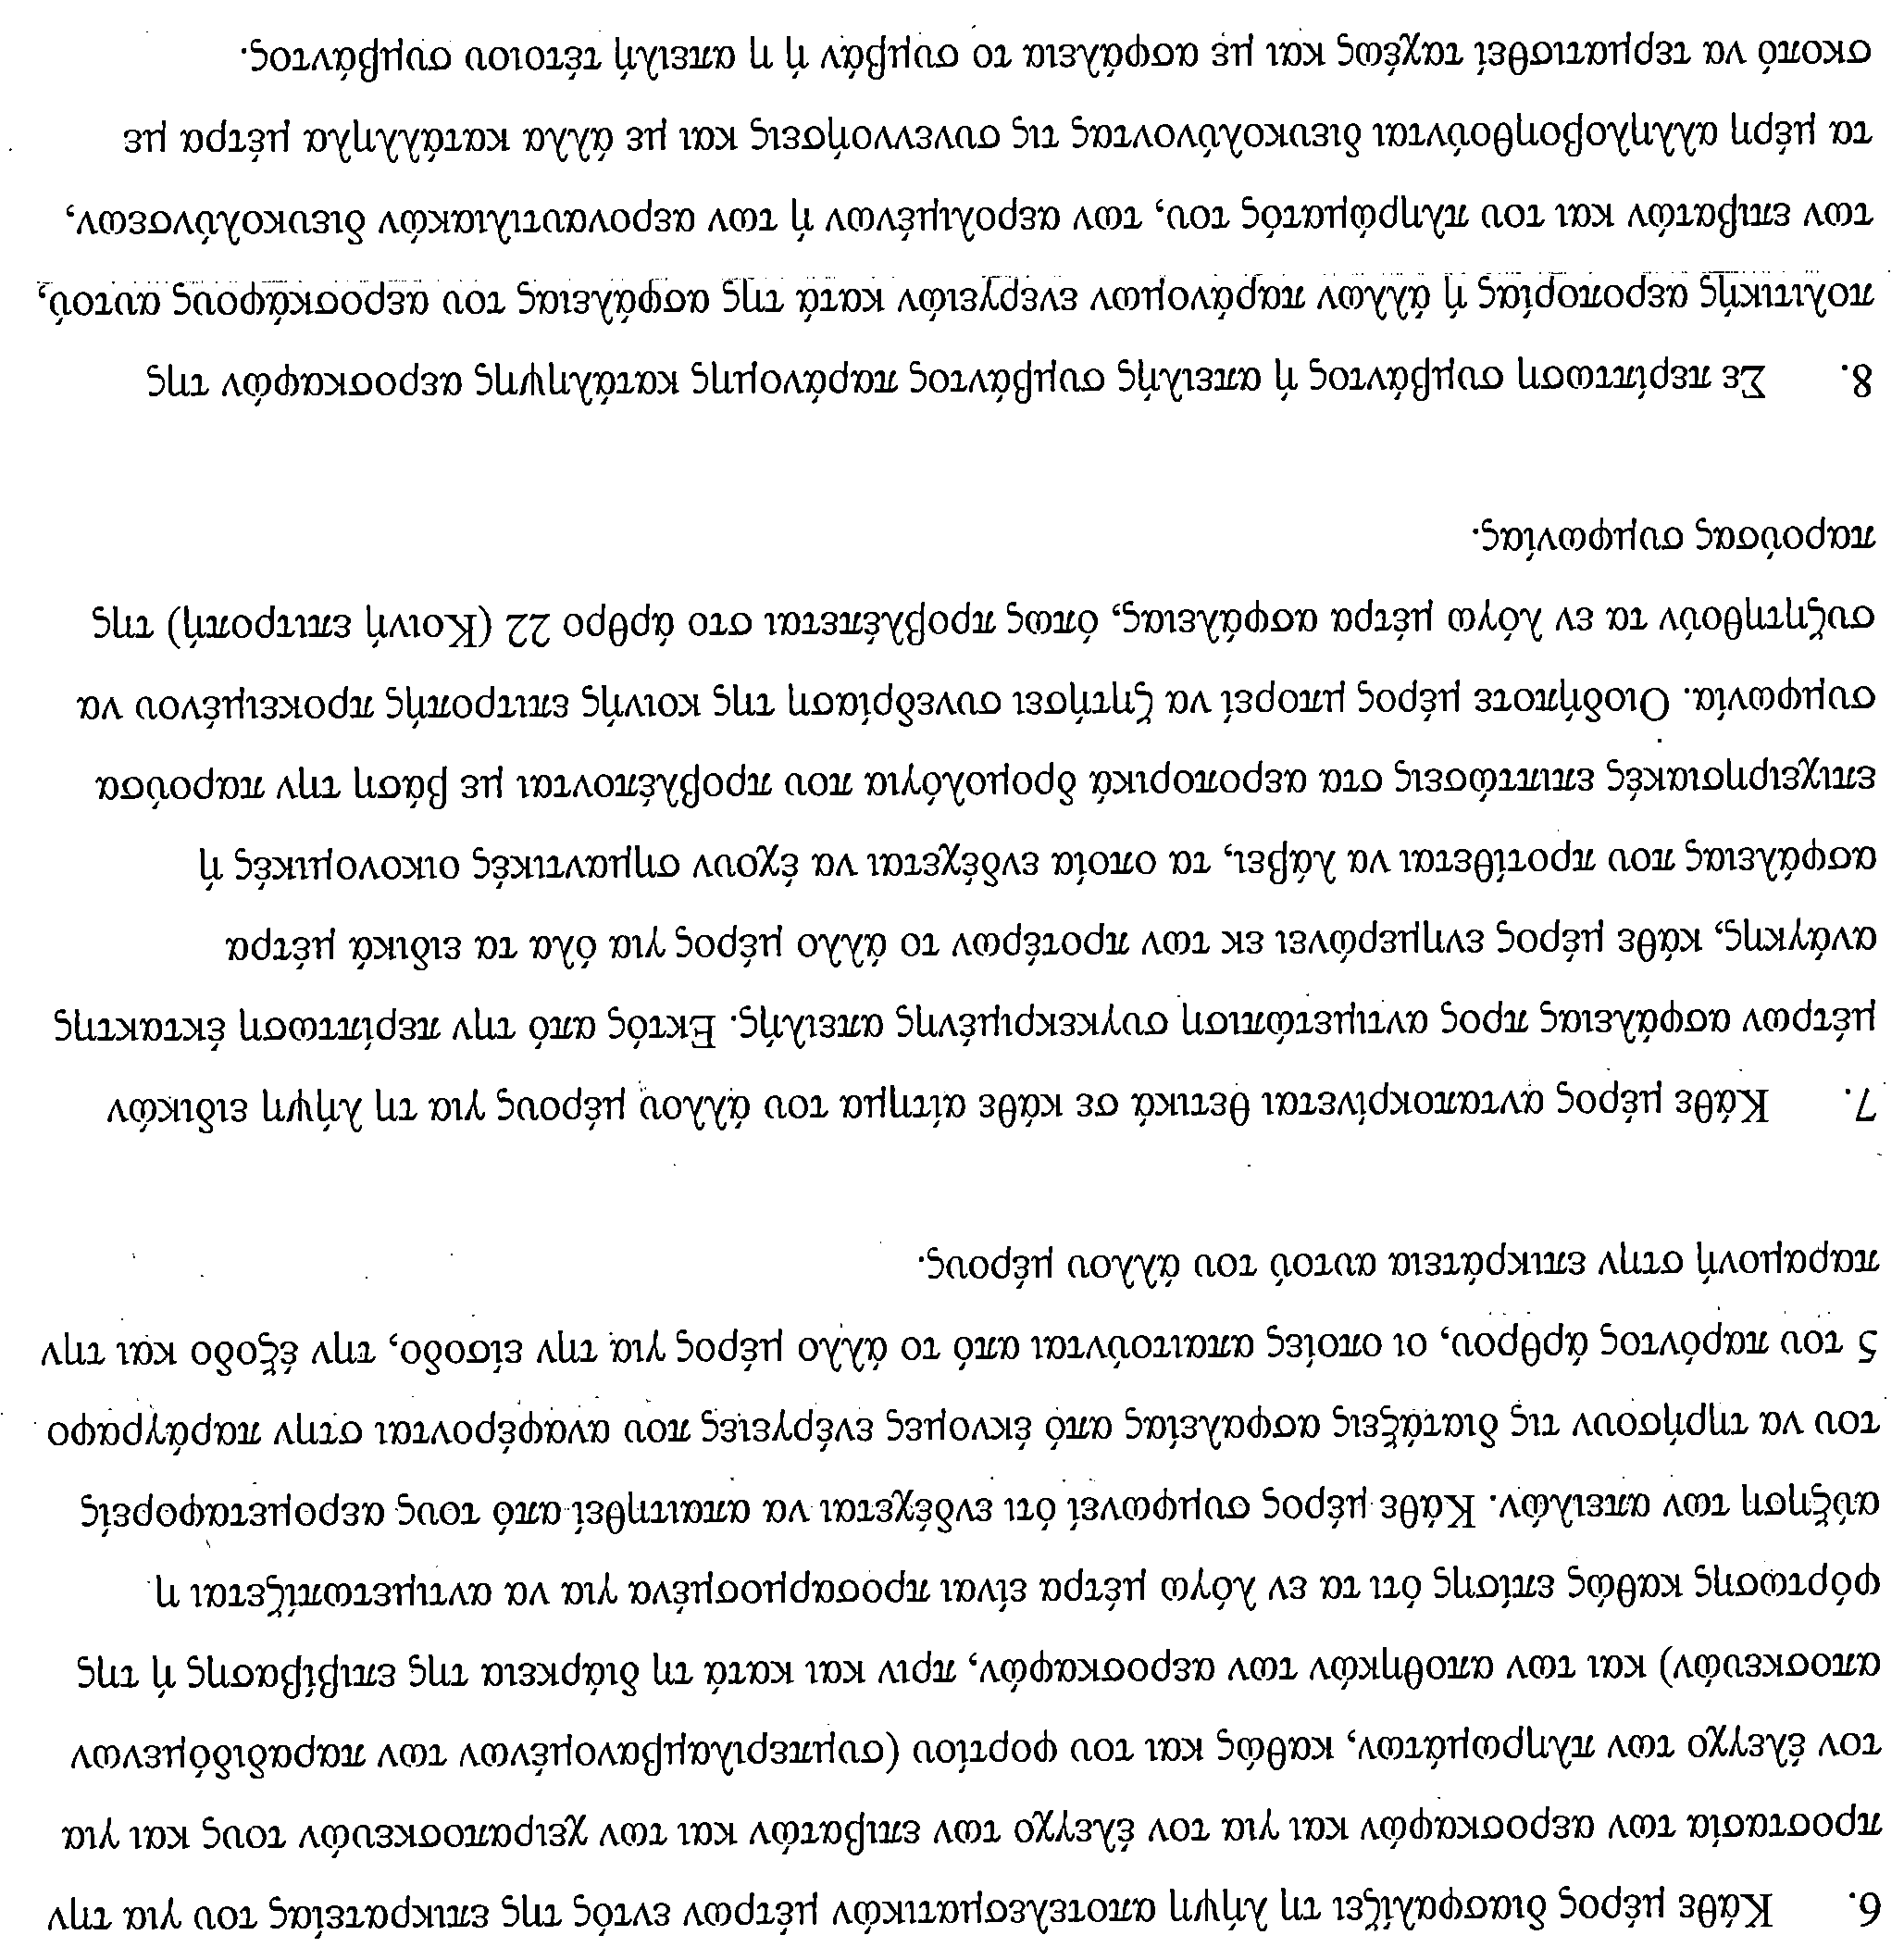 6. Κάθε μέρος διασφαλίζει τη λήψη αποτελεσματικών μέτρων εντός της επικρατείας του για την
προστασία των αεροσκαφών και για τον έλεγχο των επιβατών και των χειραποσκευών τους και για
τον έλεγχο των πληρωμάτων, καθώς και του φορτίου (συμπεριλαμβανομένων των παραδιδόμενων
αποσκευών) και των αποθηκών των αεροσκαφών, πριν και κατά τη διάρκεια της επιβίβασης ή της
φόρτωσης καθώς επίσης ότι τα εν λόγω μέτρα είναι προσαρμοσμένα για να αντιμετωπίζεται η
αύξηση των απειλών. Κάθε μέρος συμφωνεί ότι ενδέχεται να απαιτηθεί από τους αερομεταφορείς
του να τηρήσουν τις διατάξεις ασφαλείας από έκνομες ενέργειες που αναφέρονται στην παράγραφο
5 του παρόντος άρθρου, οι οποίες απαιτούνται από το άλλο μέρος για την είσοδο, την έξοδο και την
παραμονή στην επικράτεια αυτού του άλλου μέρους.
7. Κάθε μέρος ανταποκρίνεται θετικά σε κάθε αίτημα του άλλου μέρους για τη λήψη ειδικών
μέτρων ασφάλειας προς αντιμετώπιση συγκεκριμένης απειλής. Εκτός από την περίπτωση έκτακτης
ανάγκης, κάθε μέρος ενημερώνει εκ των προτέρων το άλλο μέρος για όλα τα ειδικά μέτρα
ασφάλειας που προτίθεται να λάβει, τα οποία ενδέχεται να έχουν σημαντικές οικονομικές ή
επιχειρησιακές επιπτώσεις στα αεροπορικά δρομολόγια που προβλέπονται με βάση την παρούσα
συμφωνία. Οιοδήποτε μέρος μπορεί να ζητήσει συνεδρίαση της κοινής επιτροπής προκειμένου να
συζητηθούν τα εν λόγω μέτρα ασφάλειας, όπως προβλέπεται στο άρθρο 22 (Κοινή επιτροπή) της
παρούσας συμφωνίας.
8. Σε περίπτωση συμβάντος ή απειλής συμβάντος παράνομης κατάληψης αεροσκαφών της
πολιτικής αεροπορίας ή άλλων παράνομων ενεργειών κατά της ασφάλειας του αεροσκάφους αυτού,
των επιβατών και του πληρώματός του, των αερολιμένων ή των αεροναυτιλιακών διευκολύνσεων,
τα μέρη αλληλοβοηθούνται διευκολύνοντας τις συνεννοήσεις και με άλλα κατάλληλα μέτρα με
σκοπό να τερματισθεί ταχέως και με ασφάλεια το συμβάν ή η απειλή τέτοιου συμβάντος.